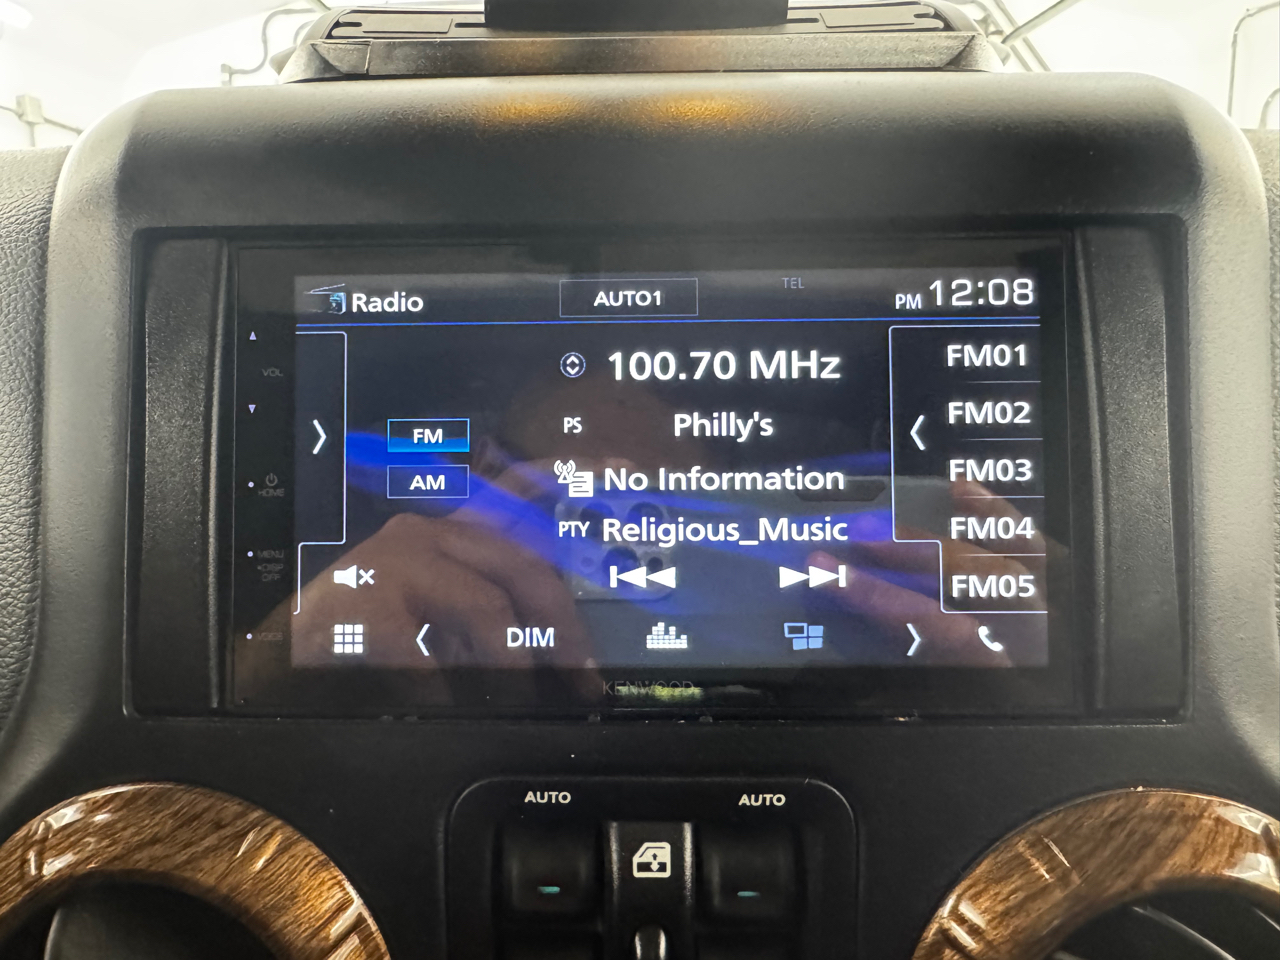 Radio
AUTO1
TEL
PM 12:08
VOL
100.70 MHz
PS Philly's
No Information
PTY Religious_Music
FM
AM
FM01
FM02
FM03
FM04
FM05
HOME
MENU
•DISP
OFF
VOICE
DIM
KENWOOD
AUTO
AUTO